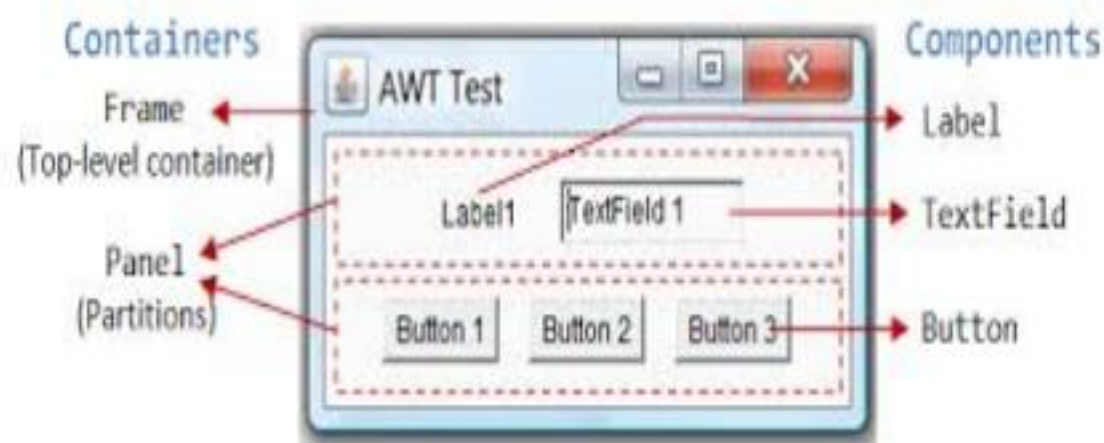 Containers
Components
AWT Test
Frame
(Top-level container)
Label
Label1
TextField 1
TextField
Panel
(Partitions)
Button 1
Button 2
Button 3
Button